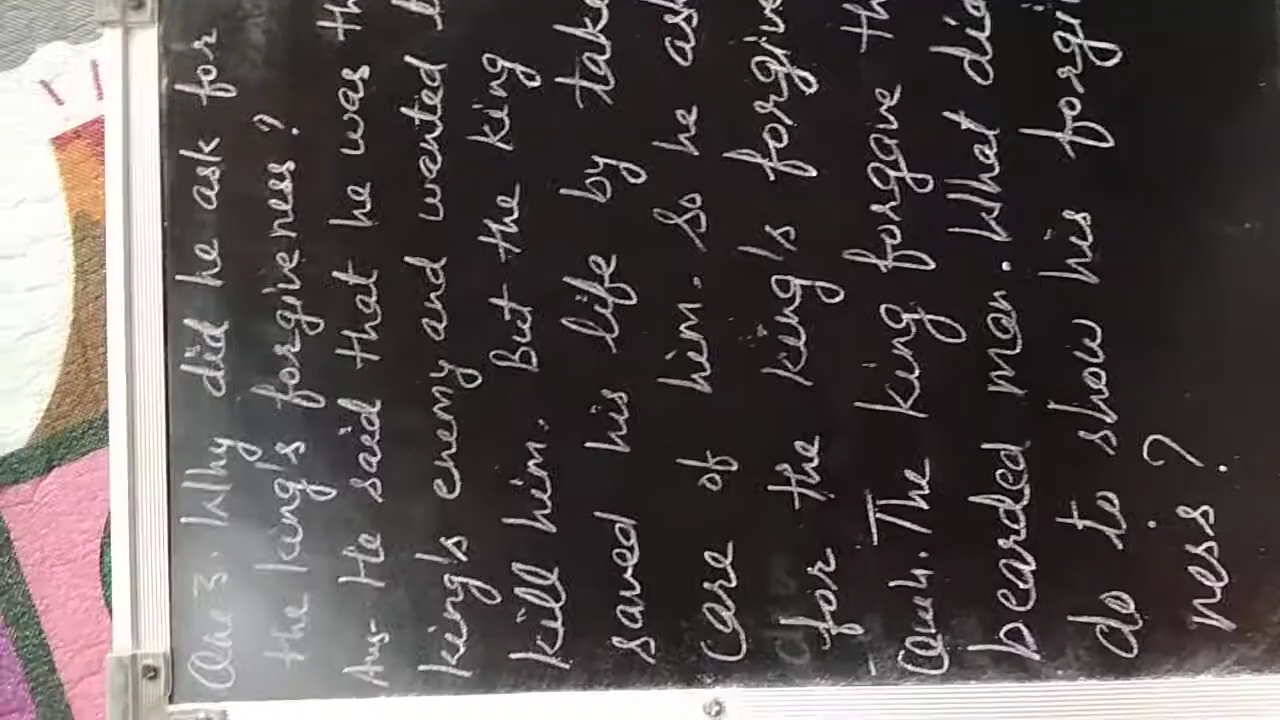 Que 3. Why did he ask for
the king's forgiveness?
Ans- He said that he was th
king's enemy and wanted t
kill him. But the king
saved his life by take
care of him. So he ask
for the king's forgive
Que 4. The king forgave th
bearded man. What did
do to show his forgi
ness?